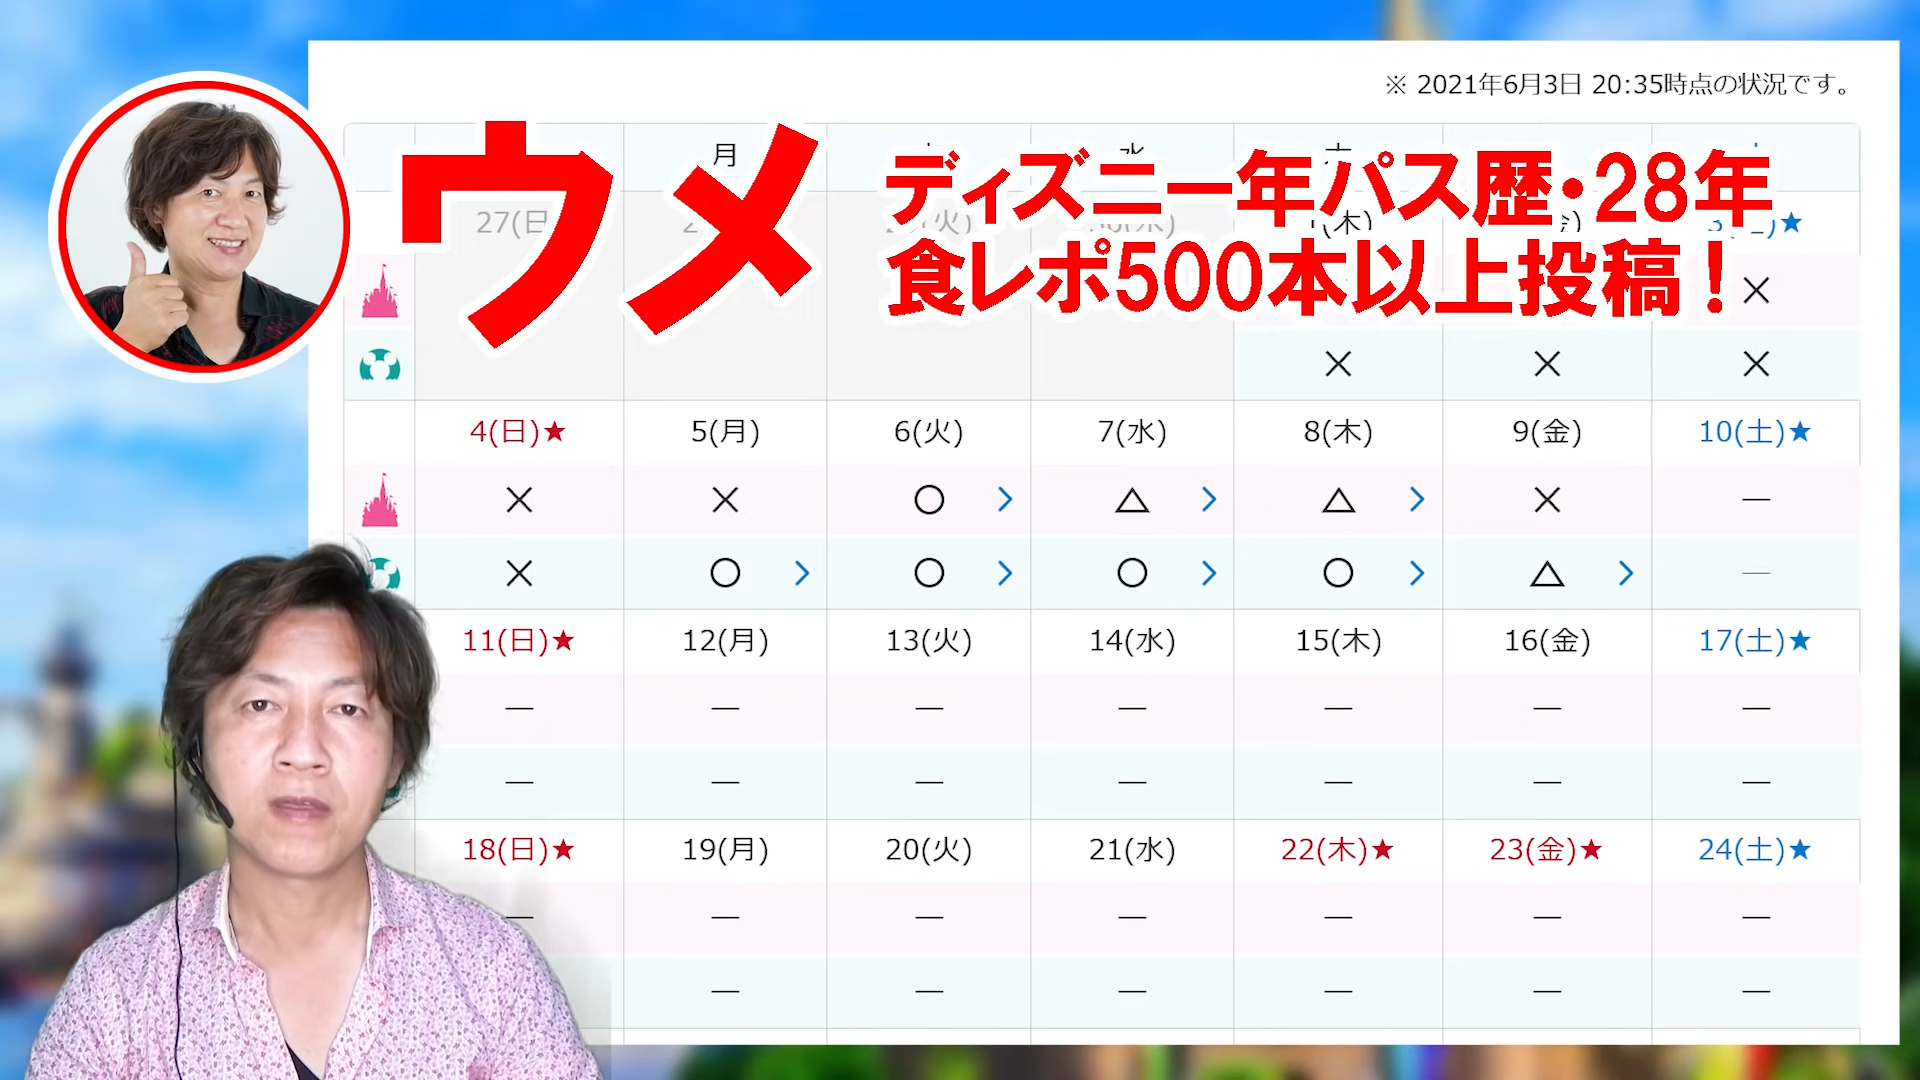 ※ 2021年6月3日 20:35時点の状況です。
ウメ
ディズニー年パス歴・28年
食レポ500本以上投稿!
月
27(日
× × × ×
4(日)★ 5(月) 6(火) 7(水) 8(木) 9(金) 10(土)★
× × ○ △ △ × —
× ○ ○ ○ ○ △ —
11(日)★ 12(月) 13(火) 14(水) 15(木) 16(金) 17(土)★
— — — — — — —
— — — — — — —
18(日)★ 19(月) 20(火) 21(水) 22(木)★ 23(金)★ 24(土)★
— — — — — — —
— — — — — —